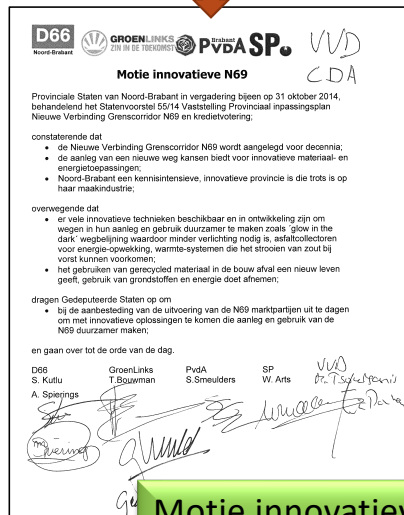 D66
Noord-Brabant
GROENLINKS
ZIN IN DE TOEKOMST
Brabant
PvdA
SP.
VVD
CDA
Motie innovatieve N69
Provinciale Staten van Noord-Brabant in vergadering bijeen op 31 oktober 2014,
behandelend het Statenvoorstel 55/14 Vaststelling Provinciaal inpassingsplan
Nieuwe Verbinding Grenscorridor N69 en kredietvotering;
constaterende dat
• de Nieuwe Verbinding Grenscorridor N69 wordt aangelegd voor decennia;
• de aanleg van een nieuwe weg kansen biedt voor innovatieve materiaal- en
energietoepassingen;
• Noord-Brabant een kennisintensieve, innovatieve provincie is die trots is op
haar maakindustrie;
overwegende dat
• er vele innovatieve technieken beschikbaar en in ontwikkeling zijn om
wegen in hun aanleg en gebruik duurzamer te maken zoals ´glow in the
dark´ wegbelijning waardoor minder verlichting nodig is, asfaltcollectoren
voor energie-opwekking, warmte-systemen die het strooien van zout bij
vorst kunnen voorkomen;
• het gebruiken van gerecycled materiaal in de bouw afval een nieuw leven
geeft, gebruik van grondstoffen en energie doet afnemen;
dragen Gedeputeerde Staten op om
• bij de aanbesteding van de uitvoering van de N69 marktpartijen uit te dagen
om met innovatieve oplossingen te komen die aanleg en gebruik van de
N69 duurzamer maken;
en gaan over tot de orde van de dag.
D66 GroenLinks PvdA SP VVD
S. Kutlu T.Bouwman S.Smeulders W. Arts
A. Spierings
Motie innovatiev